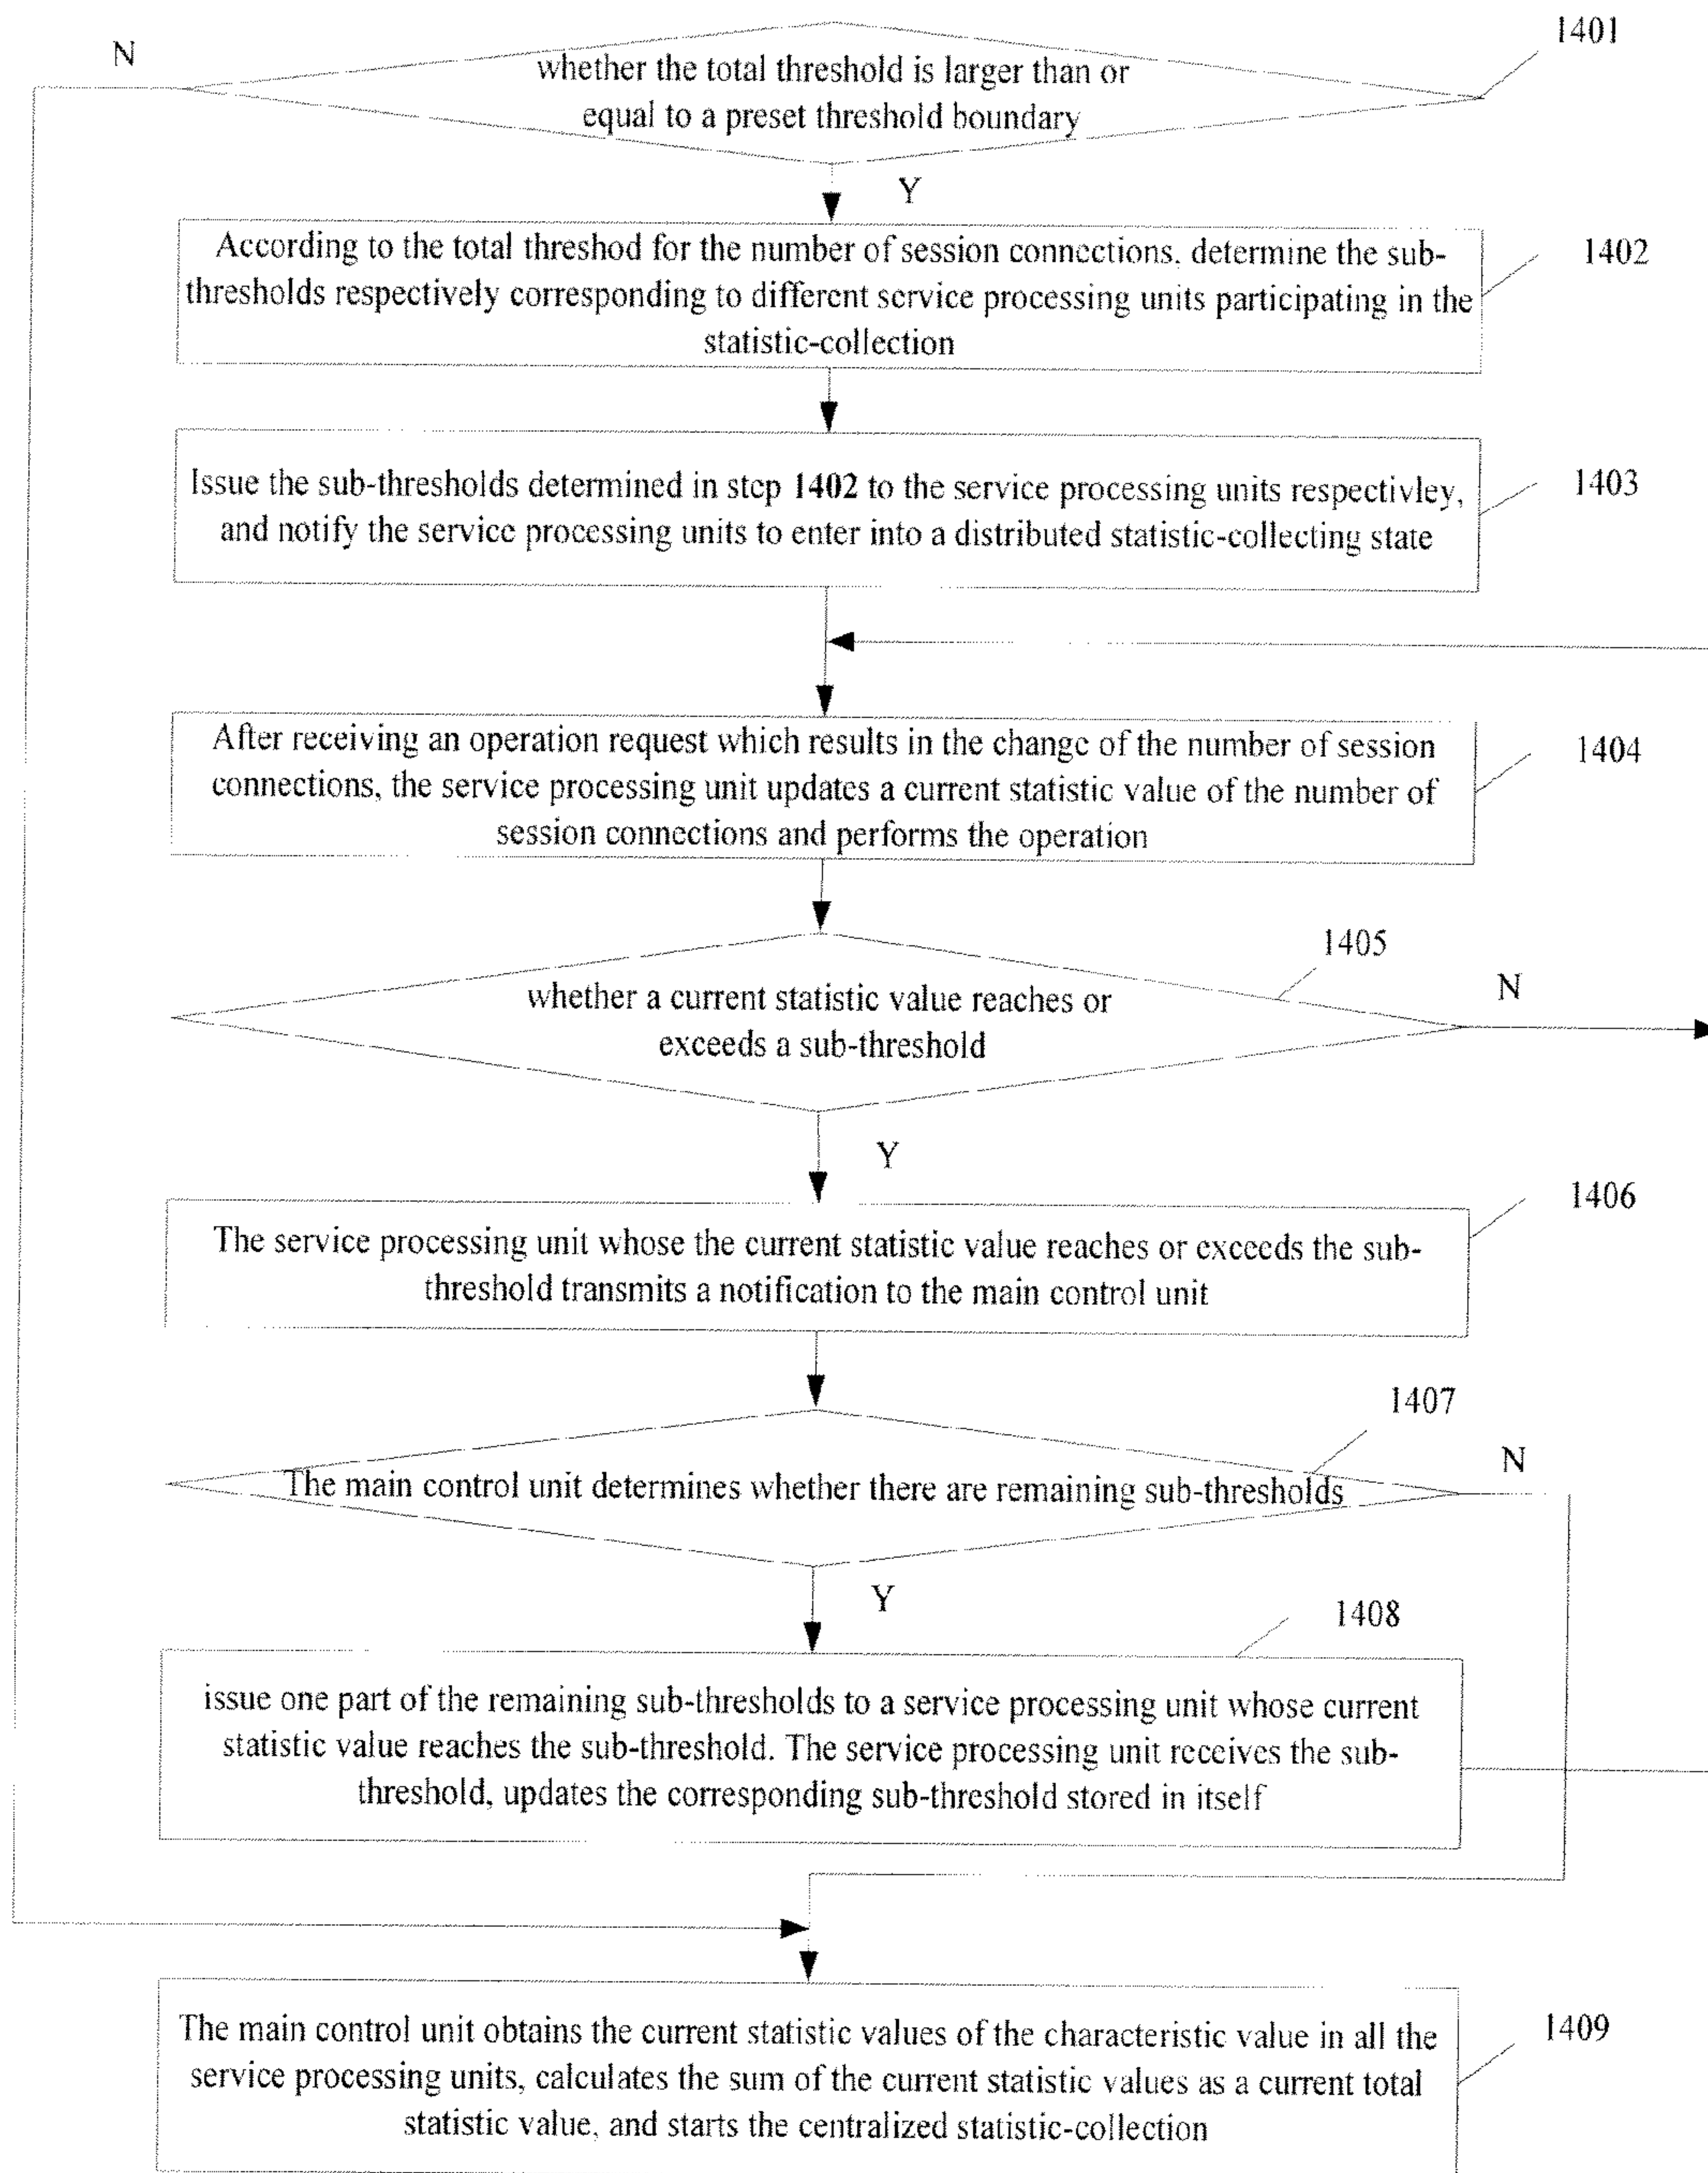 N
1401
whether the total threshold is larger than or
equal to a preset threshold boundary
Y
According to the total threshod for the number of session connections, determine the sub-
thresholds respectively corresponding to different service processing units participating in the
statistic-collection
1402
Issue the sub-thresholds determined in step 1402 to the service processing units respectivley,
and notify the service processing units to enter into a distributed statistic-collecting state
1403
After receiving an operation request which results in the change of the number of session
connections, the service processing unit updates a current statistic value of the number of
session connections and performs the operation
1404
1405
whether a current statistic value reaches or
exceeds a sub-threshold
N
Y
1406
The service processing unit whose the current statistic value reaches or exceeds the sub-
threshold transmits a notification to the main control unit
1407
N
The main control unit determines whether there are remaining sub-thresholds
Y
1408
issue one part of the remaining sub-thresholds to a service processing unit whose current
statistic value reaches the sub-threshold. The service processing unit receives the sub-
threshold, updates the corresponding sub-threshold stored in itself
The main control unit obtains the current statistic values of the characteristic value in all the
service processing units, calculates the sum of the current statistic values as a current total
statistic value, and starts the centralized statistic-collection
1409